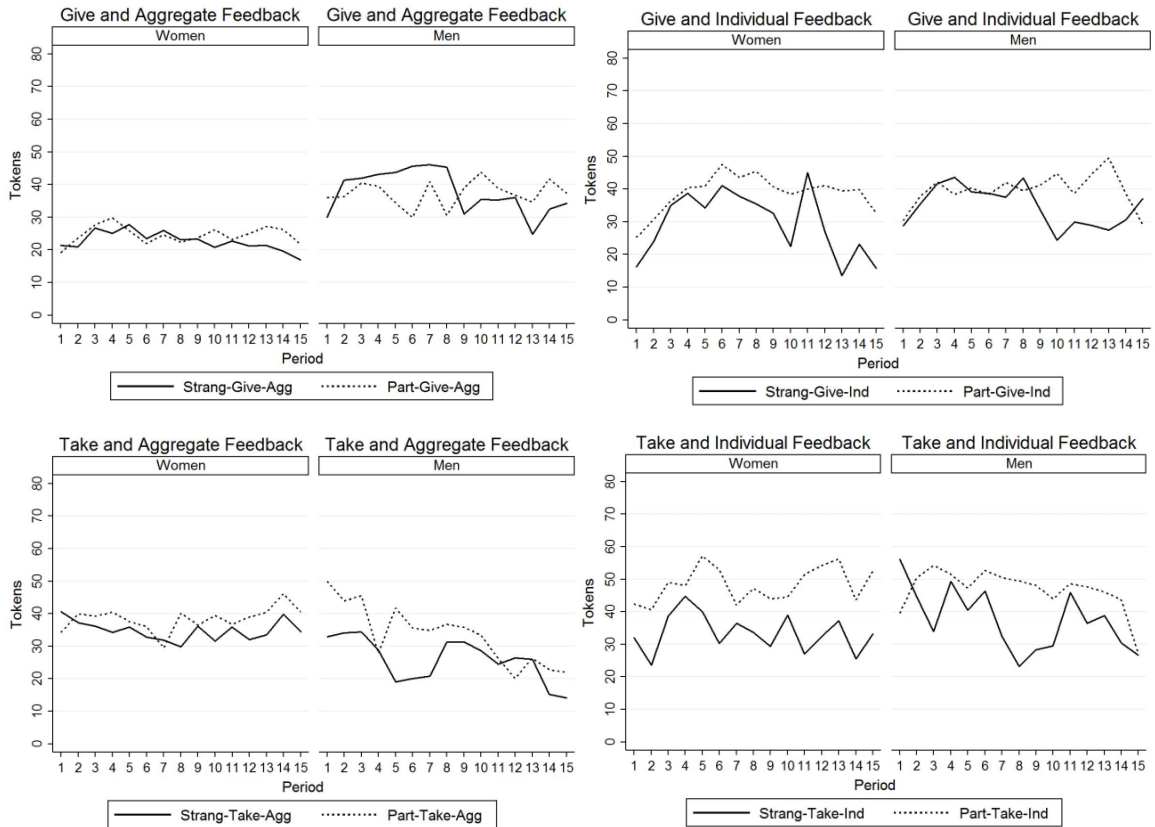 Give and Aggregate Feedback
Women Men
Tokens
80
70
60
50
40
30
20
10
0
1 2 3 4 5 6 7 8 9 10 11 12 13 14 15 1 2 3 4 5 6 7 8 9 10 11 12 13 14 15
Period
Strang-Give-Agg Part-Give-Agg
Give and Individual Feedback
Women Men
Tokens
80
70
60
50
40
30
20
10
0
1 2 3 4 5 6 7 8 9 10 11 12 13 14 15 1 2 3 4 5 6 7 8 9 10 11 12 13 14 15
Period
Strang-Give-Ind Part-Give-Ind
Take and Aggregate Feedback Take and Aggregate Feedback
Women Men
Tokens
80
70
60
50
40
30
20
10
0
1 2 3 4 5 6 7 8 9 10 11 12 13 14 15 1 2 3 4 5 6 7 8 9 10 11 12 13 14 15
Period
Strang-Take-Agg Part-Take-Agg
Take and Individual Feedback Take and Individual Feedback
Women Men
Tokens
80
70
60
50
40
30
20
10
0
1 2 3 4 5 6 7 8 9 10 11 12 13 14 15 1 2 3 4 5 6 7 8 9 10 11 12 13 14 15
Period
Strang-Take-Ind Part-Take-Ind